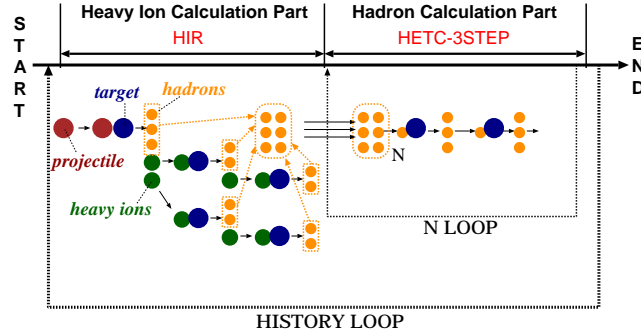 Heavy Ion Calculation Part
Hadron Calculation Part
HIR
HETC-3STEP
START
END
target
hadrons
projectile
heavy ions
N
N LOOP
HISTORY LOOP